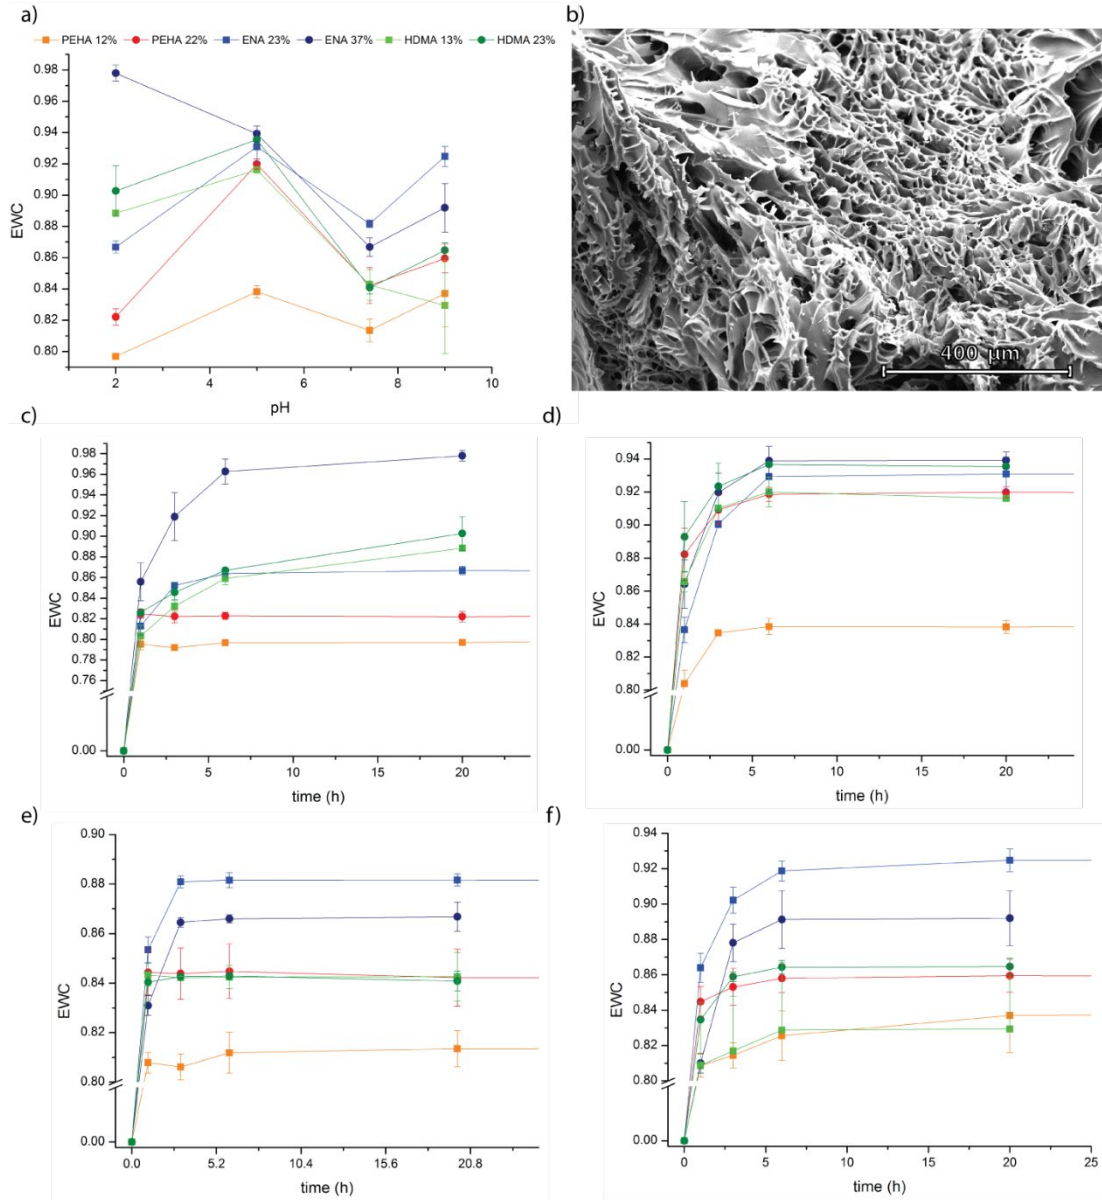 a)
PEHA 12% PEHA 22% ENA 23% ENA 37% HDMA 13% HDMA 23%
0.98
0.96
0.94
0.92
0.90
0.88
0.86
0.84
0.82
0.80
EWC
2 4 6 8 10
pH
b)
400 µm
c)
0.98
0.96
0.94
0.92
0.90
0.88
0.86
0.84
0.82
0.80
0.78
0.76
0.00
EWC
0 5 10 15 20
time (h)
d)
0.94
0.92
0.90
0.88
0.86
0.84
0.82
0.80
0.00
EWC
0 5 10 15 20
time (h)
e)
0.90
0.88
0.86
0.84
0.82
0.80
0.00
EWC
0.0 5.2 10.4 15.6 20.8
time (h)
f)
0.94
0.92
0.90
0.88
0.86
0.84
0.82
0.80
0.00
EWC
0 5 10 15 20 25
time (h)